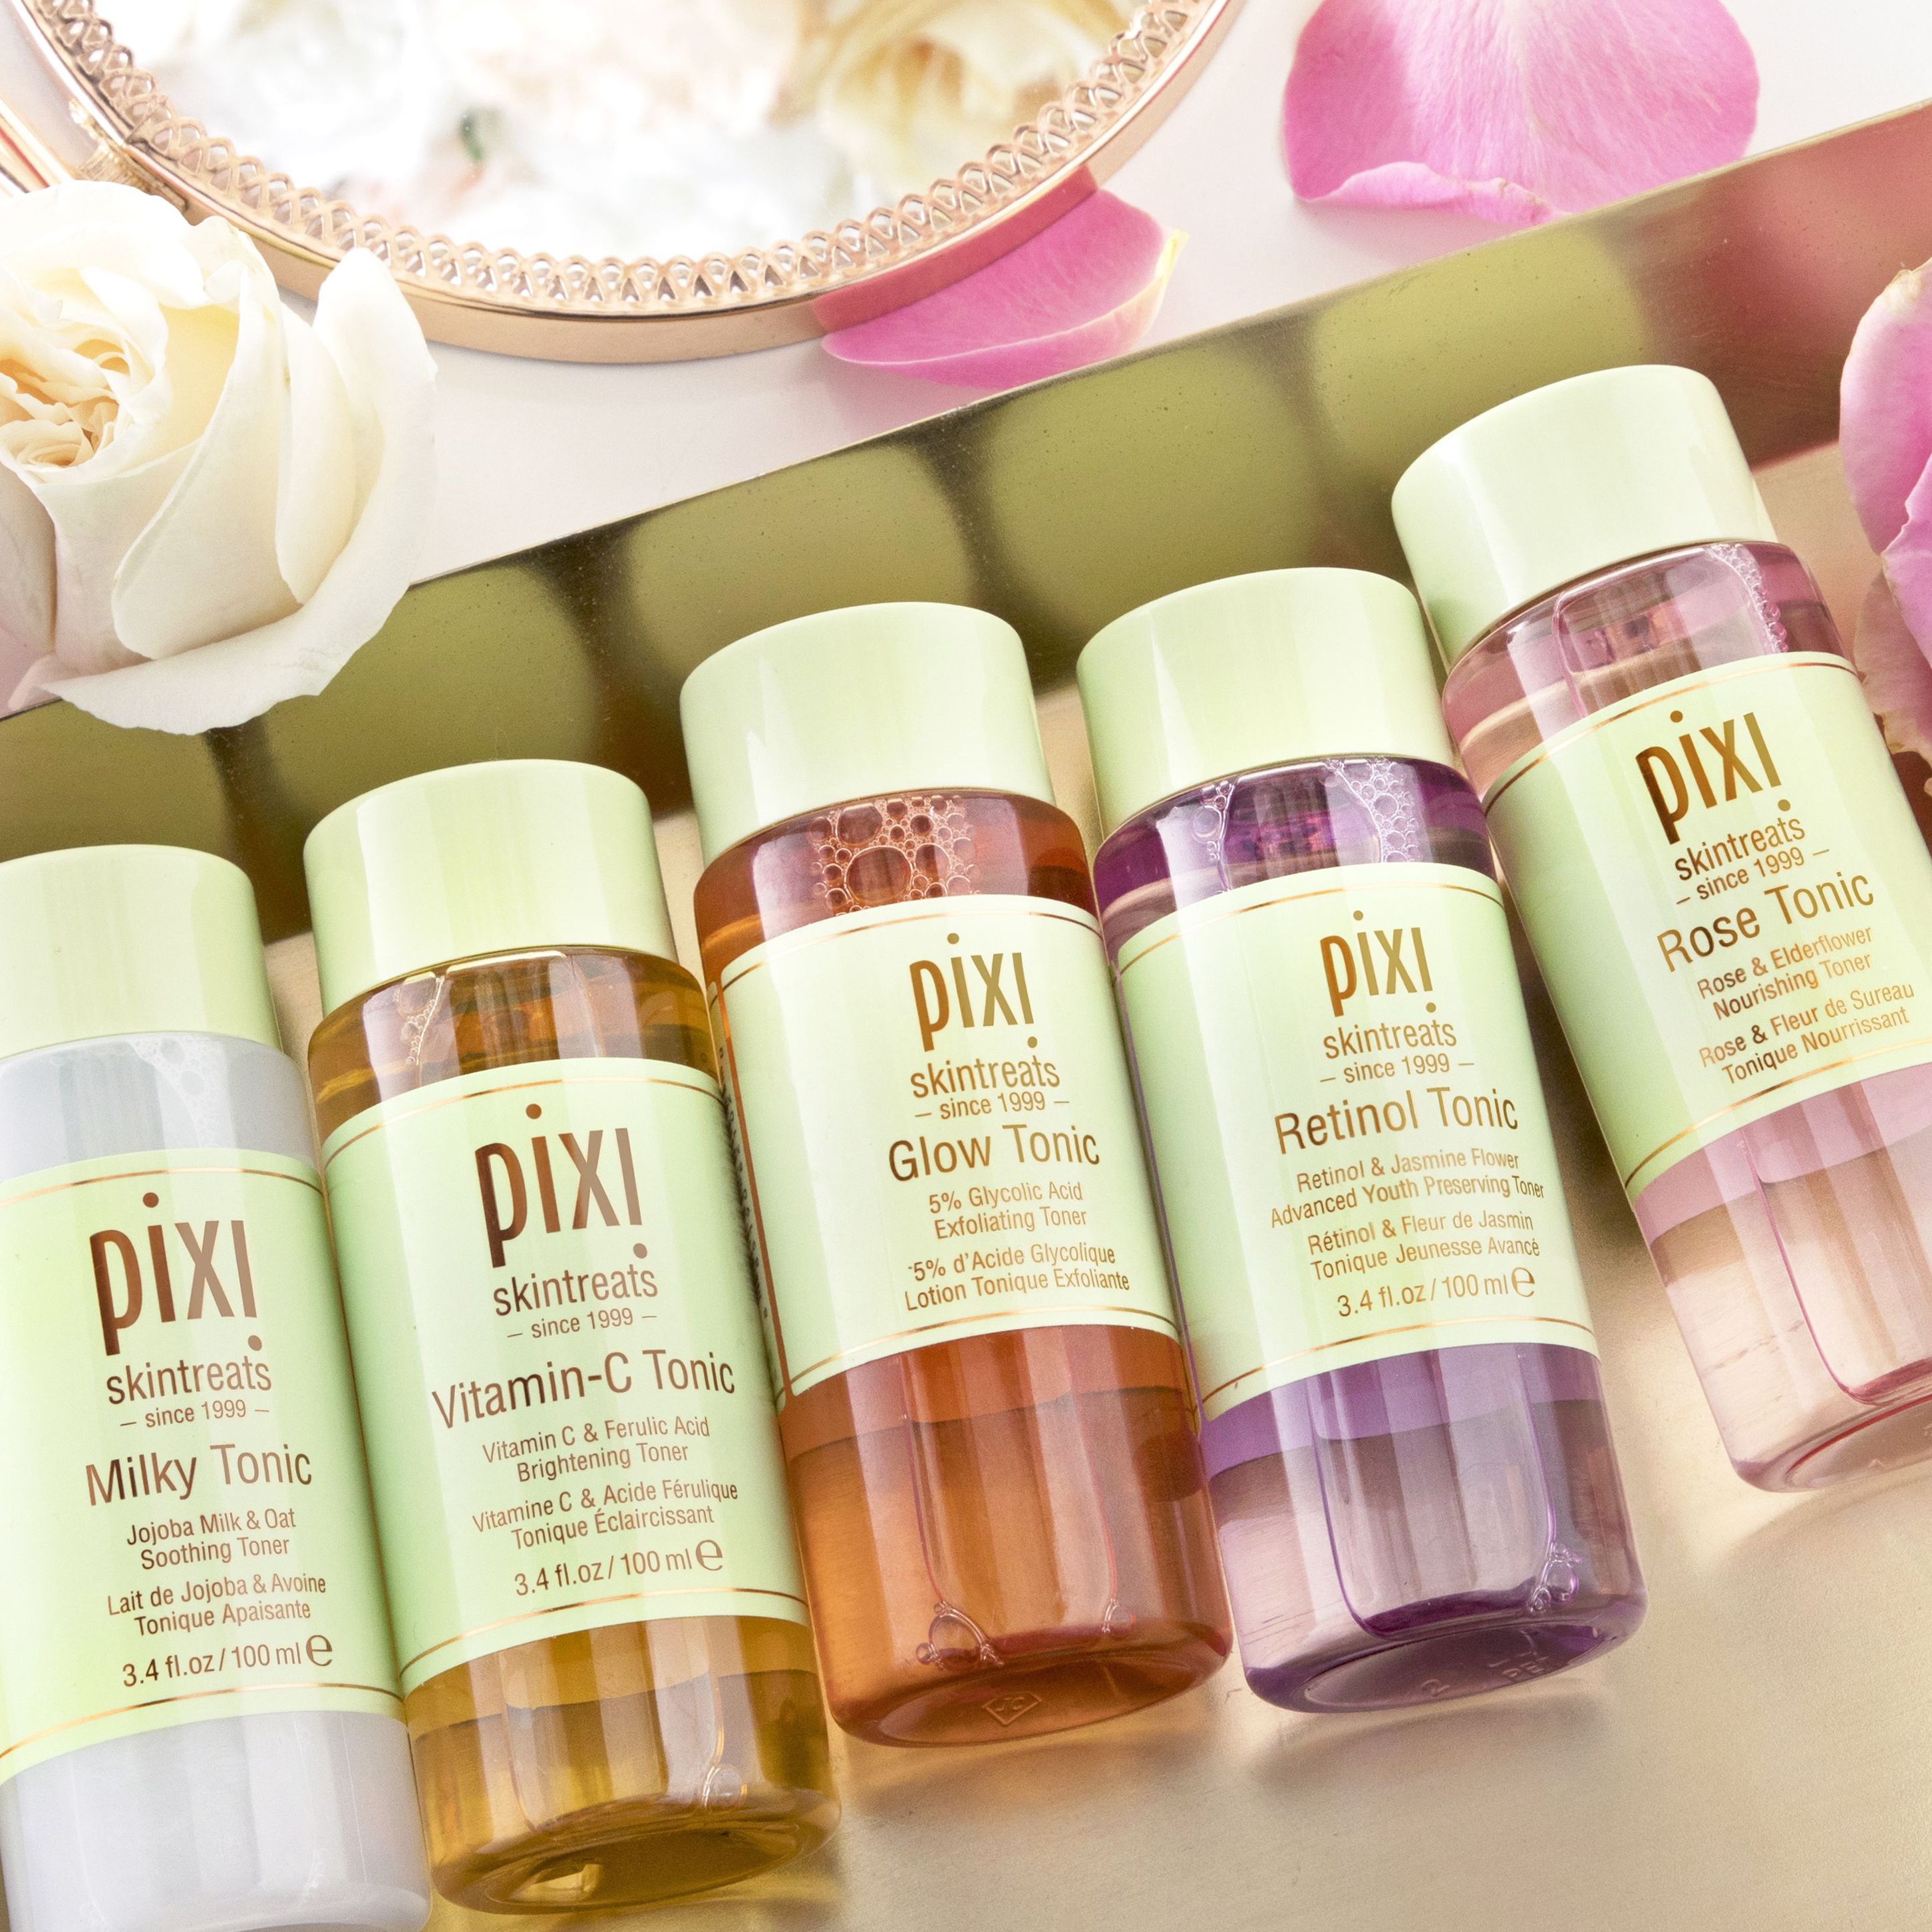 pixi
skintreats
– since 1999 –
Milky Tonic
Jojoba Milk & Oat
Soothing Toner
Lait de Jojoba & Avoine
Tonique Apaisante
3.4 fl.oz / 100 ml ℮
pixi
skintreats
– since 1999 –
Vitamin-C Tonic
Vitamin C & Ferulic Acid
Brightening Toner
Vitamine C & Acide Férulique
Tonique Éclaircissant
3.4 fl.oz / 100 ml ℮
pixi
skintreats
– since 1999 –
Glow Tonic
5% Glycolic Acid
Exfoliating Toner
5% d'Acide Glycolique
Lotion Tonique Exfoliante
pixi
skintreats
– since 1999 –
Retinol Tonic
Retinol & Jasmine Flower
Advanced Youth Preserving Toner
Rétinol & Fleur de Jasmin
Tonique Jeunesse Avancé
3.4 fl.oz / 100 ml ℮
pixi
skintreats
– since 1999 –
Rose Tonic
Rose & Elderflower
Nourishing Toner
Rose & Fleur de Sureau
Tonique Nourrissant